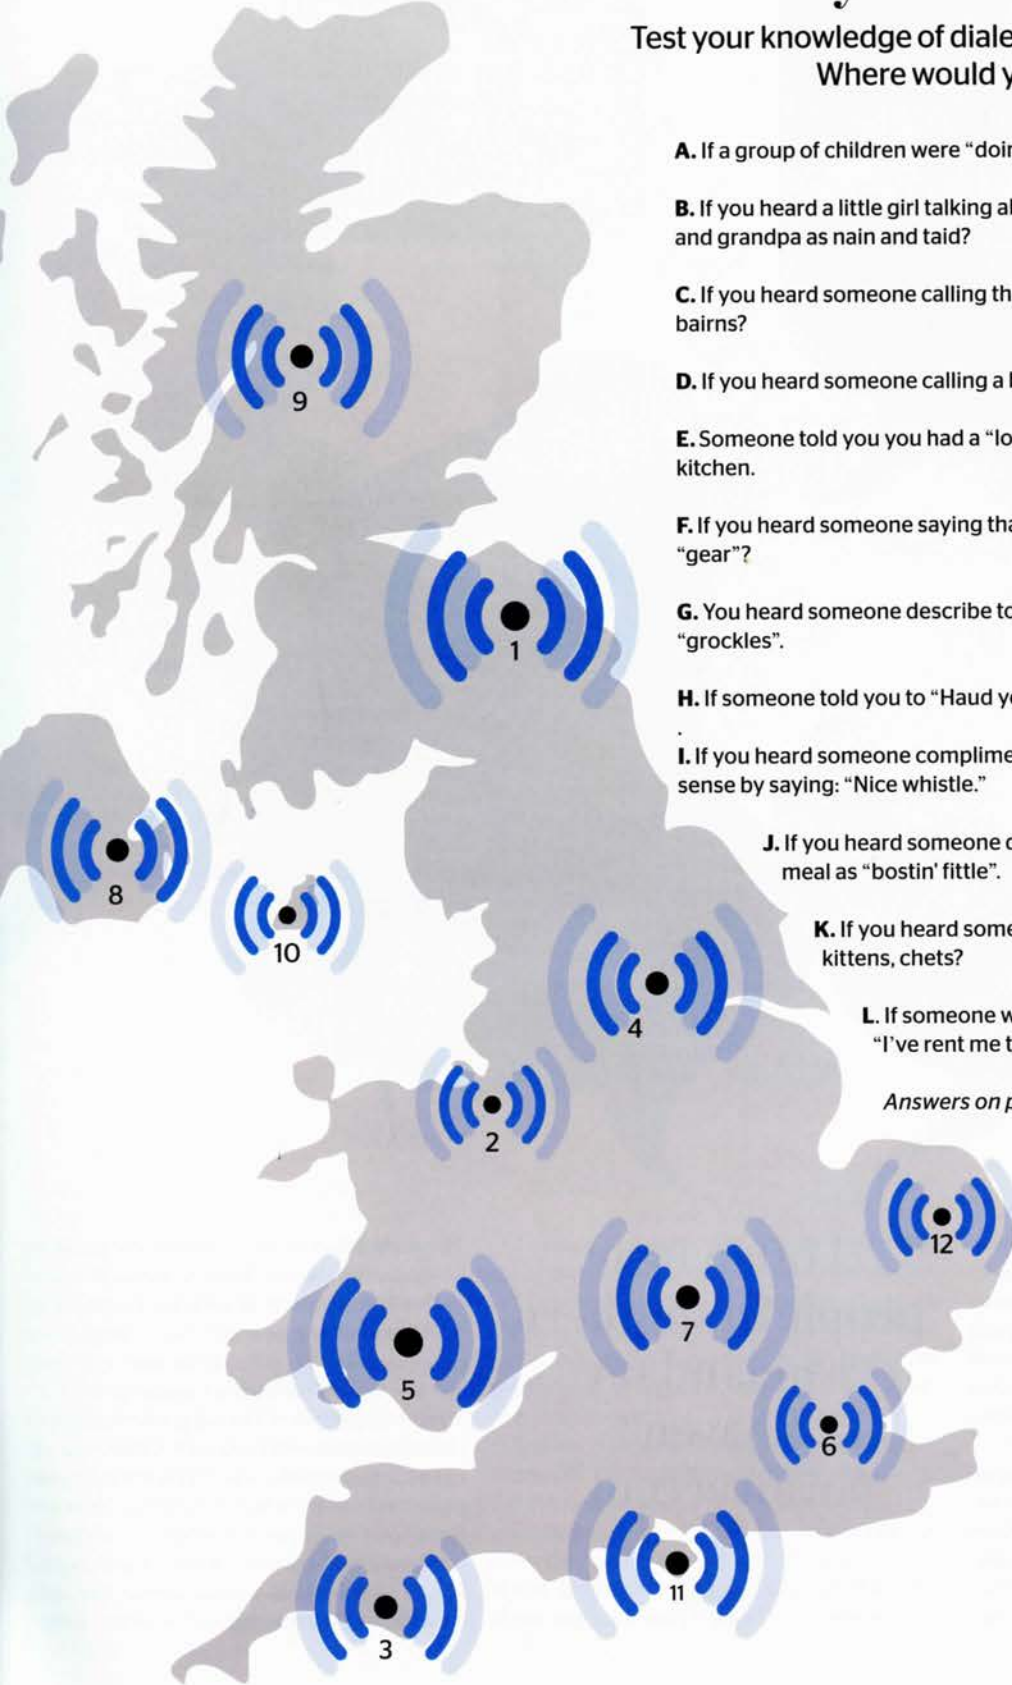 Test your knowledge of diale
Where would y
A. If a group of children were “doir
B. If you heard a little girl talking al
and grandpa as nain and taid?
C. If you heard someone calling th
bairns?
D. If you heard someone calling a l
E. Someone told you you had a “lo
kitchen.
F. If you heard someone saying tha
“gear”?
G. You heard someone describe to
“grockles”.
H. If someone told you to “Haud ye
.
I. If you heard someone complime
sense by saying: “Nice whistle.”
J. If you heard someone d
meal as “bostin’ fittle”.
K. If you heard some
kittens, chets?
L. If someone w
“I’ve rent me t
Answers on p
9
1
8
10
4
2
12
7
5
6
11
3